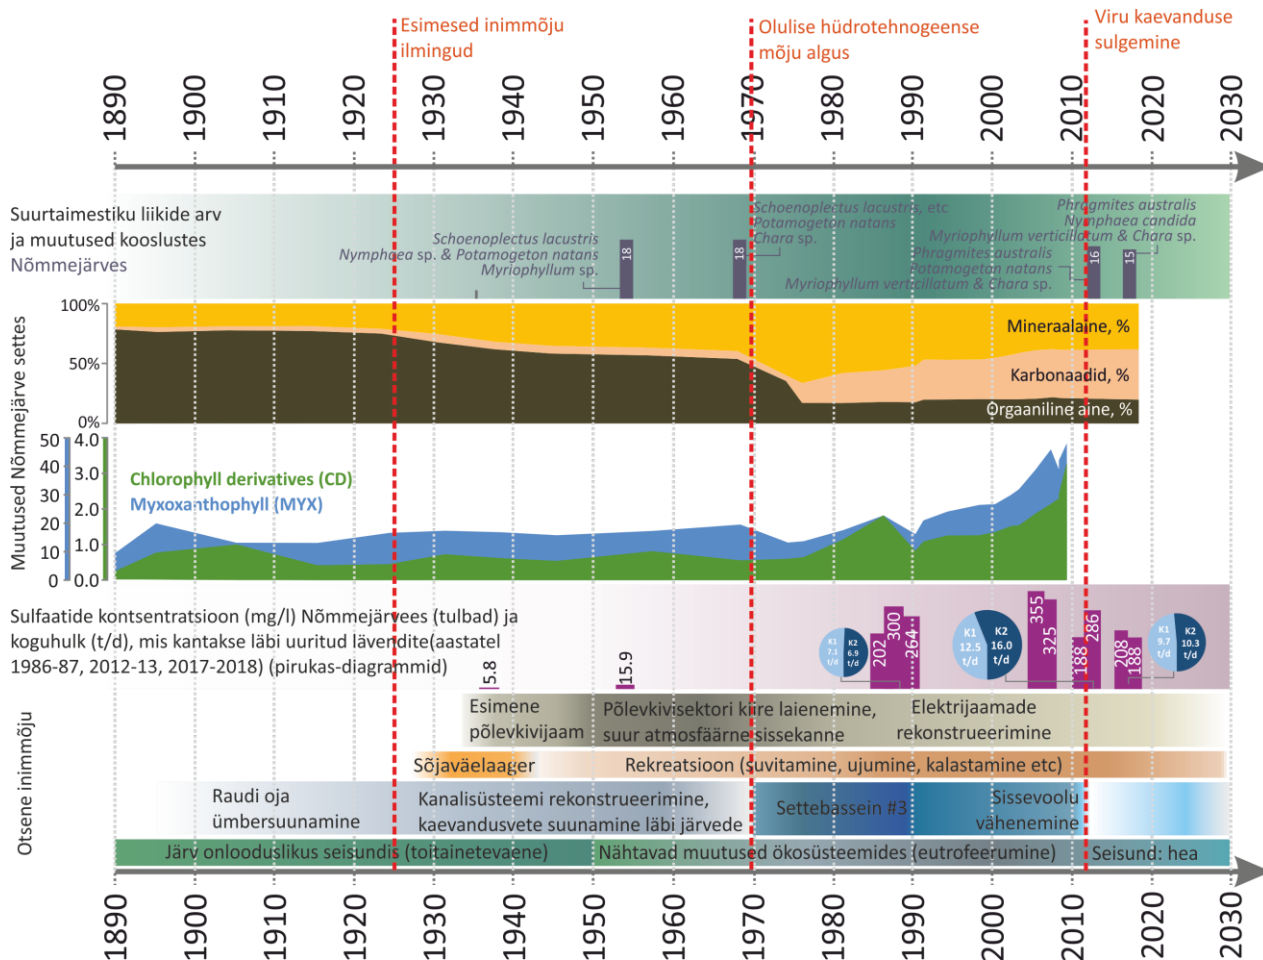 Esimesed inimmõju
ilmingud
Olulise hüdrotehnogeense
mõju algus
Viru kaevanduse
sulgemine
1890 1900 1910 1920 1930 1940 1950 1960 1970 1980 1990 2000 2010 2020 2030
Suurtaimestiku liikide arv
ja muutused kooslustes
Nõmmejärves
Schoenoplectus lacustris
Nymphaea sp. & Potamogeton natans
Myriophyllum sp.
18
18
Schoenoplectus lacustris, etc
Potamogeton natans
Chara sp.
Phragmites australis
Nymphaea candida
Myriophyllum verticillatum & Chara sp.
Phragmites australis
Potamogeton natans
Myriophyllum verticillatum & Chara sp.
16
15
Muutused Nõmmejärve settes
100%
50%
0%
Mineraalaine, %
Karbonaadid, %
Orgaaniline aine, %
50 4.0
40
30 3.0
20 2.0
10 1.0
0 0.0
Chlorophyll derivatives (CD)
Myxoxanthophyll (MYX)
Sulfaatide kontsentratsioon (mg/l) Nõmmejärvees (tulbad) ja
koguhulk (t/d), mis kantakse läbi uuritud lävendite(aastatel
1986-87, 2012-13, 2017-2018) (pirukas-diagrammid)
5.8
15.9
K1
7.1
t/d
K2
6.9
t/d
202
300
264
K1
12.5
t/d
K2
16.0
t/d
355
325
188
286
208
188
K1
9.7
t/d
K2
10.3
t/d
Otsene inimmõju
Esimene
põlevkivijaam
Põlevkivisektori kiire laienemine,
suur atmosfäärne sissekanne
Elektrijaamade
rekonstrueerimine
Sõjaväelaager
Rekreatsioon (suvitamine, ujumine, kalastamine etc)
Raudi oja
ümbersuunamine
Kanalisüsteemi rekonstrueerimine,
kaevandusvete suunamine läbi järvede
Settebassein #3
Sissevoolu
vähenemine
Järv onlooduslikus seisundis (toitainetevaene)
Nähtavad muutused ökosüsteemides (eutrofeerumine)
Seisund: hea
1890 1900 1910 1920 1930 1940 1950 1960 1970 1980 1990 2000 2010 2020 2030